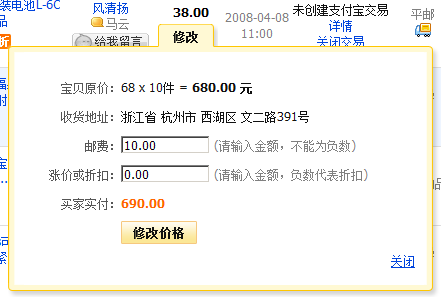 装电池L-6C
风清扬
38.00
2008-04-08
未创建支付宝交易
平邮
马云
11:00
详情
折
给我留言
修改
关闭交易
宝贝原价: 68 x 10件 = 680.00 元
收货地址: 浙江省 杭州市 西湖区 文二路391号
邮费: 10.00 (请输入金额，不能为负数)
涨价或折扣: 0.00 (请输入金额，负数代表折扣)
买家实付: 690.00
修改价格
关闭